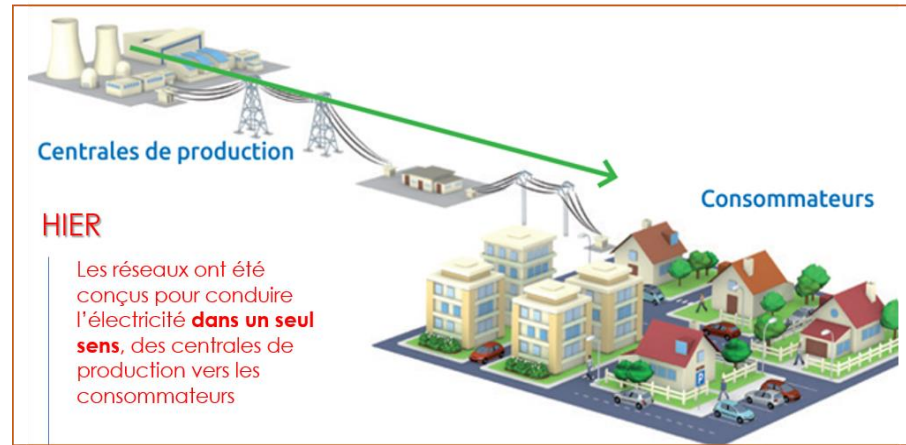 Centrales de production
Consommateurs
HIER
Les réseaux ont été
conçus pour conduire
l’électricité dans un seul
sens, des centrales de
production vers les
consommateurs